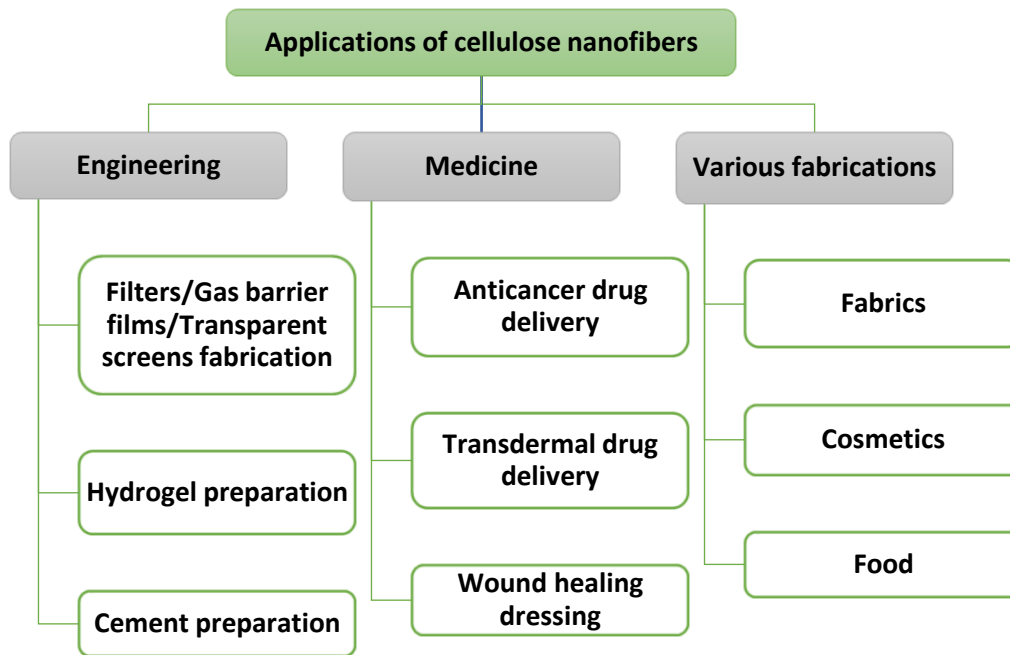 Applications of cellulose nanofibers
Engineering
Medicine
Various fabrications
Filters/Gas barrier
films/Transparent
screens fabrication
Hydrogel preparation
Cement preparation
Anticancer drug
delivery
Transdermal drug
delivery
Wound healing
dressing
Fabrics
Cosmetics
Food